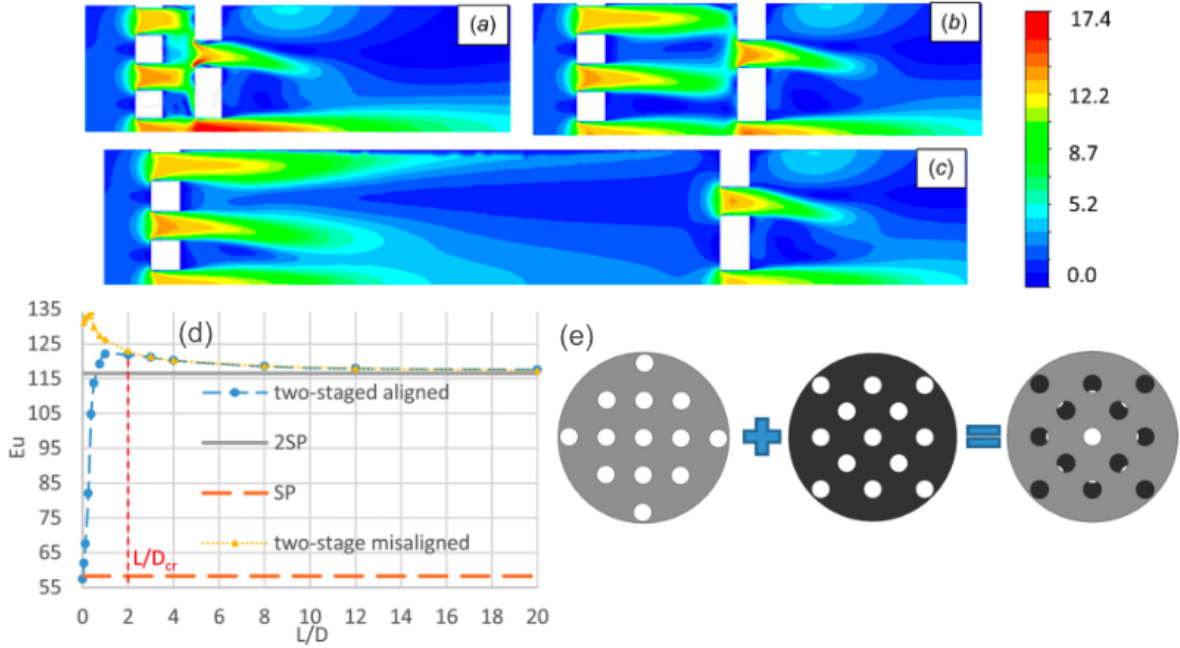 (a)
(b)
(c)
17.4
12.2
8.7
5.2
0.0
(d)
(e)
135
125
115
105
95
85
75
65
55
Eu
two-staged aligned
2SP
SP
two-stage misaligned
L/Dcr
0 2 4 6 8 10 12 14 16 18 20
L/D